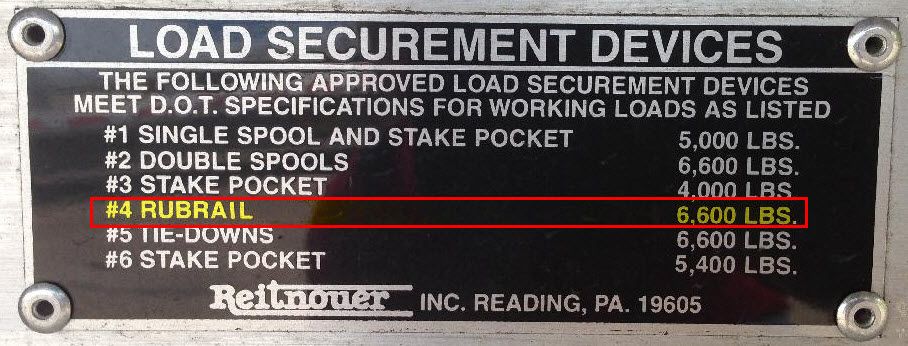 LOAD SECUREMENT DEVICES
THE FOLLOWING APPROVED LOAD SECUREMENT DEVICES
MEET D.O.T. SPECIFICATIONS FOR WORKING LOADS AS LISTED
#1 SINGLE SPOOL AND STAKE POCKET 5,000 LBS.
#2 DOUBLE SPOOLS 6,600 LBS.
#3 STAKE POCKET 4,000 LBS.
#4 RUBRAIL 6,600 LBS.
#5 TIE-DOWNS 6,600 LBS.
#6 STAKE POCKET 5,400 LBS.
Reitnouer INC. READING, PA. 19605